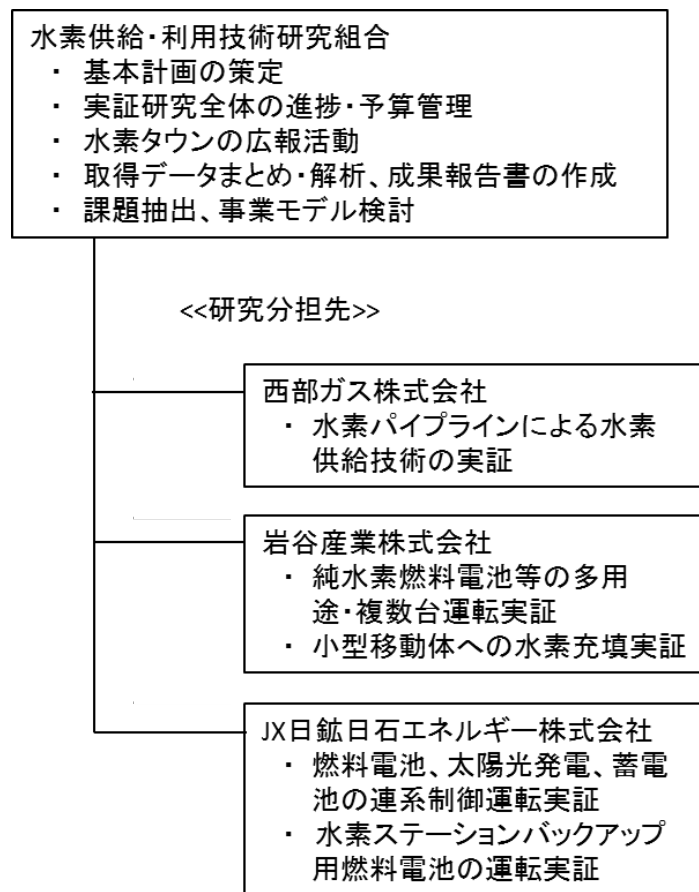 水素供給・利用技術研究組合
・ 基本計画の策定
・ 実証研究全体の進捗・予算管理
・ 水素タウンの広報活動
・ 取得データまとめ・解析、成果報告書の作成
・ 課題抽出、事業モデル検討
<<研究分担先>>
西部ガス株式会社
・ 水素パイプラインによる水素
供給技術の実証
岩谷産業株式会社
・ 純水素燃料電池等の多用
途・複数台運転実証
・ 小型移動体への水素充填実証
JX日鉱日石エネルギー株式会社
・ 燃料電池、太陽光発電、蓄電
池の連系制御運転実証
・ 水素ステーションバックアップ
用燃料電池の運転実証